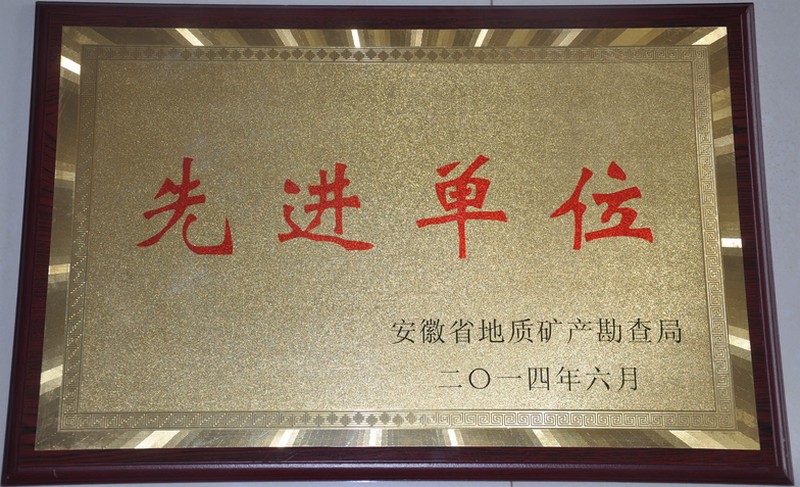 先进单位
安徽省地质矿产勘查局
二〇一四年六月